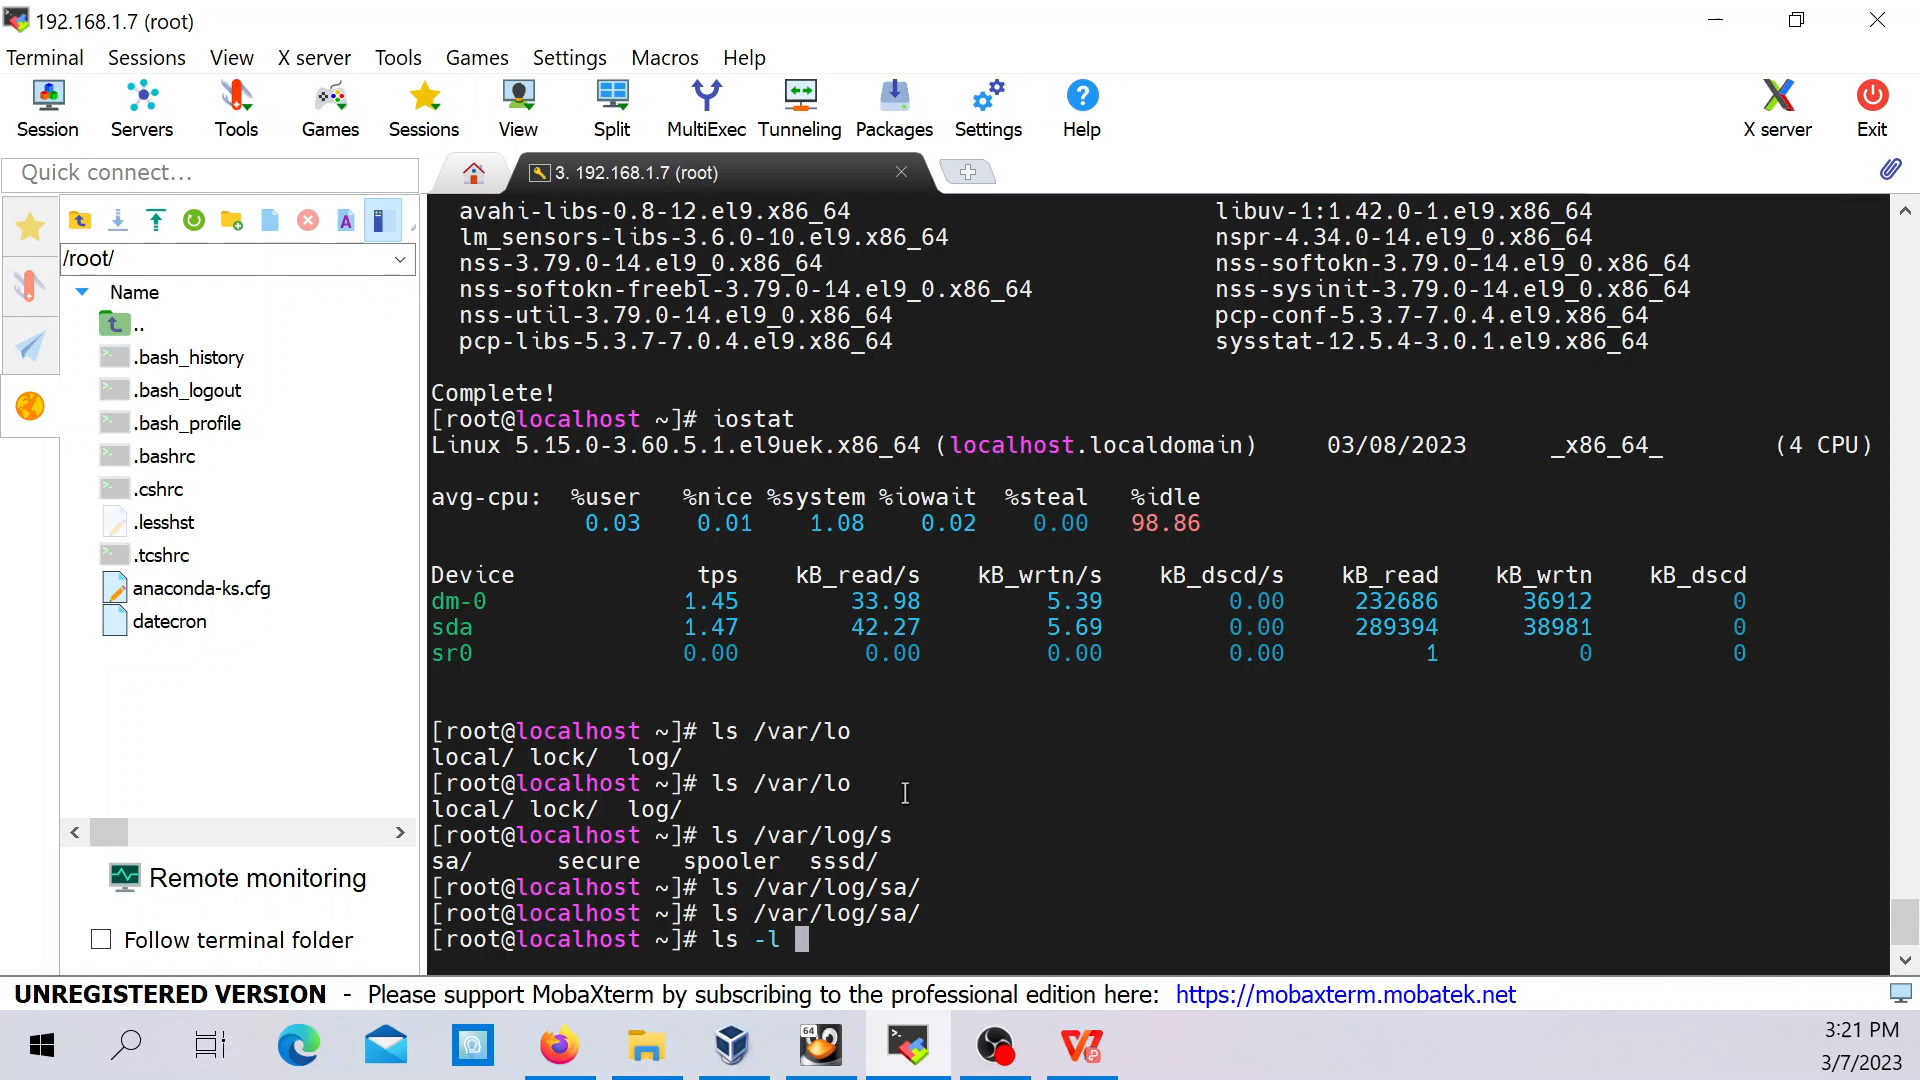 192.168.1.7 (root)
Terminal Sessions View X server Tools Games Settings Macros Help
Session Servers Tools Games Sessions View Split MultiExec Tunneling Packages Settings Help X server Exit
Quick connect...
3. 192.168.1.7 (root)
/root/
Name
..
.bash_history
.bash_logout
.bash_profile
.bashrc
.cshrc
.lesshst
.tcshrc
anaconda-ks.cfg
datecron
Remote monitoring
Follow terminal folder
avahi-libs-0.8-12.el9.x86_64 libuv-1:1.42.0-1.el9.x86_64
lm_sensors-libs-3.6.0-10.el9.x86_64 nspr-4.34.0-14.el9_0.x86_64
nss-3.79.0-14.el9_0.x86_64 nss-softokn-3.79.0-14.el9_0.x86_64
nss-softokn-freebl-3.79.0-14.el9_0.x86_64 nss-sysinit-3.79.0-14.el9_0.x86_64
nss-util-3.79.0-14.el9_0.x86_64 pcp-conf-5.3.7-7.0.4.el9.x86_64
pcp-libs-5.3.7-7.0.4.el9.x86_64 sysstat-12.5.4-3.0.1.el9.x86_64
Complete!
[root@localhost ~]# iostat
Linux 5.15.0-3.60.5.1.el9uek.x86_64 (localhost.localdomain) 03/08/2023 _x86_64_ (4 CPU)
avg-cpu: %user %nice %system %iowait %steal %idle
0.03 0.01 1.08 0.02 0.00 98.86
Device tps kB_read/s kB_wrtn/s kB_dscd/s kB_read kB_wrtn kB_dscd
dm-0 1.45 33.98 5.39 0.00 232686 36912 0
sda 1.47 42.27 5.69 0.00 289394 38981 0
sr0 0.00 0.00 0.00 0.00 1 0 0
[root@localhost ~]# ls /var/lo
local/ lock/ log/
[root@localhost ~]# ls /var/lo
local/ lock/ log/
[root@localhost ~]# ls /var/log/s
sa/ secure spooler sssd/
[root@localhost ~]# ls /var/log/sa/
[root@localhost ~]# ls /var/log/sa/
[root@localhost ~]# ls -l
UNREGISTERED VERSION - Please support MobaXterm by subscribing to the professional edition here: https://mobaxterm.mobatek.net
64
3:21 PM
3/7/2023